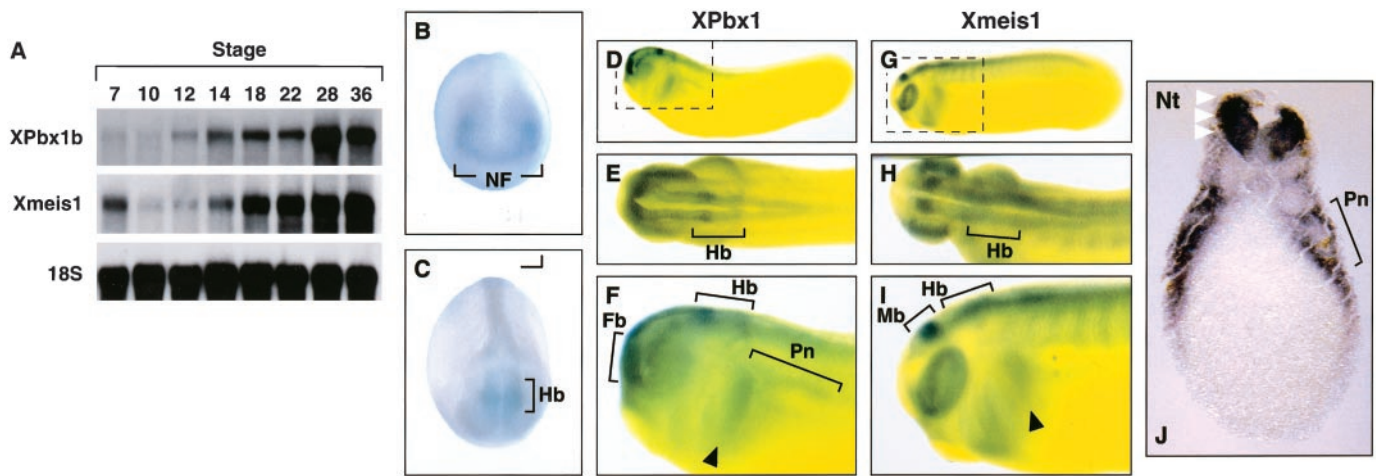 XPbx1
Xmeis1
A
Stage
7 10 12 14 18 22 28 36
XPbx1b
Xmeis1
18S
B
NF
C
Hb
D
E
Hb
F
Fb
Hb
Pn
G
H
Hb
I
Mb
Hb
Nt
Pn
J